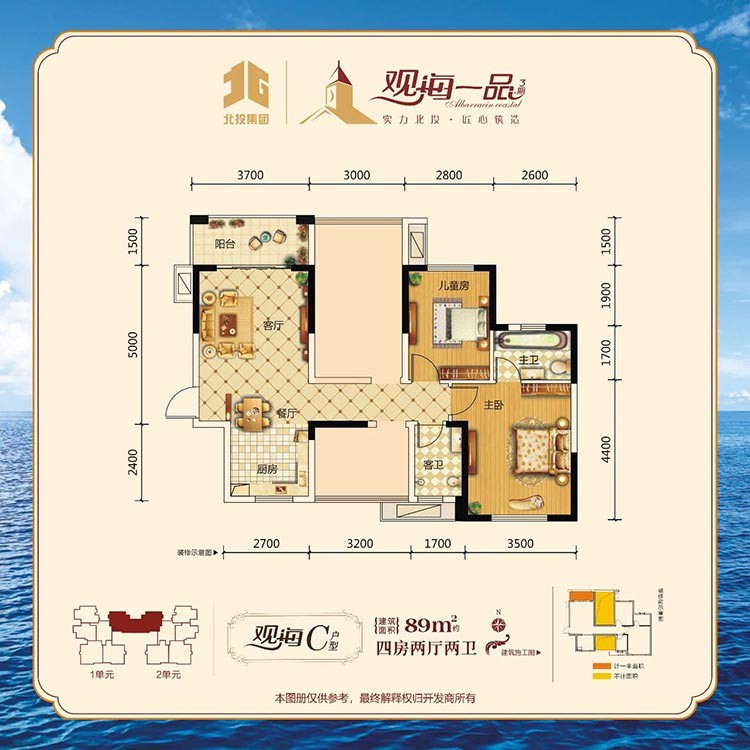 北投集团
观海一品 3期
Albarracin coastal
实力北投·匠心筑造
3700 3000 2800 2600
1500
5000
2400
1500
1900
1700
4400
阳台
客厅
儿童房
主卫
餐厅
主卧
厨房
客卫
2700 3200 1700 3500
装修示意图
1单元 2单元
观海C户型
建筑面积 89m²约
四房两厅两卫
N
建筑施工图
装修前示意图
计一半面积
不计面积
本图册仅供参考，最终解释权归开发商所有